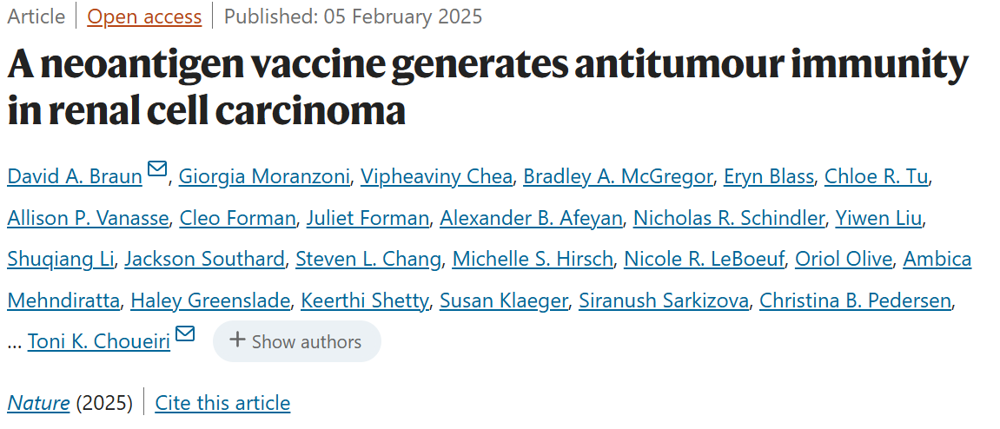 Article | Open access | Published: 05 February 2025
A neoantigen vaccine generates antitumour immunity
in renal cell carcinoma
David A. Braun, Giorgia Moranzoni, Vipheaviny Chea, Bradley A. McGregor, Eryn Blass, Chloe R. Tu,
Allison P. Vanasse, Cleo Forman, Juliet Forman, Alexander B. Afeyan, Nicholas R. Schindler, Yiwen Liu,
Shuqiang Li, Jackson Southard, Steven L. Chang, Michelle S. Hirsch, Nicole R. LeBoeuf, Oriol Olive, Ambica
Mehndiratta, Haley Greenslade, Keerthi Shetty, Susan Klaeger, Siranush Sarkizova, Christina B. Pedersen,
... Toni K. Choueiri + Show authors
Nature (2025) | Cite this article